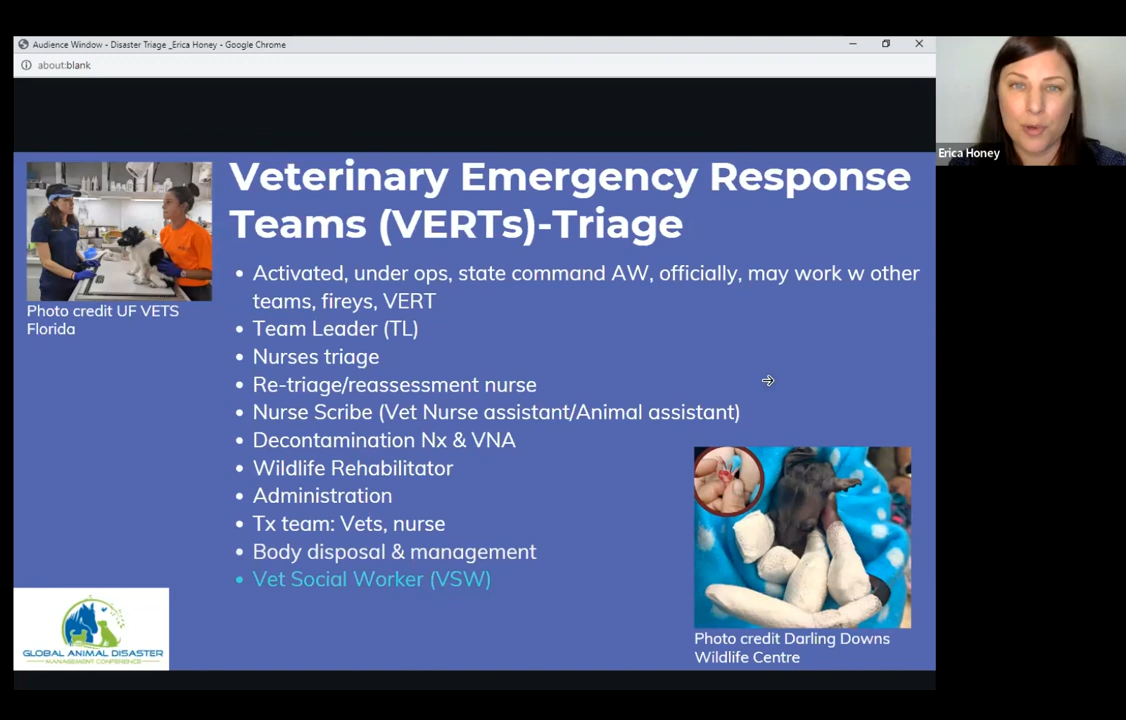 Audience Window - Disaster Triage _Erica Honey - Google Chrome
about:blank
Erica Honey
Veterinary Emergency Response
Teams (VERTs)-Triage
Photo credit UF VETS
Florida
• Activated, under ops, state command AW, officially, may work w other
teams, fireys, VERT
• Team Leader (TL)
• Nurses triage
• Re-triage/reassessment nurse
• Nurse Scribe (Vet Nurse assistant/Animal assistant)
• Decontamination Nx & VNA
• Wildlife Rehabilitator
• Administration
• Tx team: Vets, nurse
• Body disposal & management
• Vet Social Worker (VSW)
GLOBAL ANIMAL DISASTER
MANAGEMENT CONFERENCE
Photo credit Darling Downs
Wildlife Centre